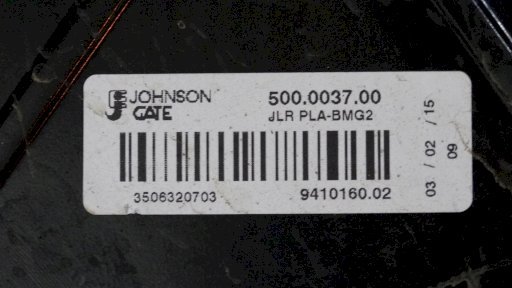 JOHNSON
GATE
500.0037.00
JLR PLA-BMG2
3506320703
9410160.02
03 / 02 / 15
09